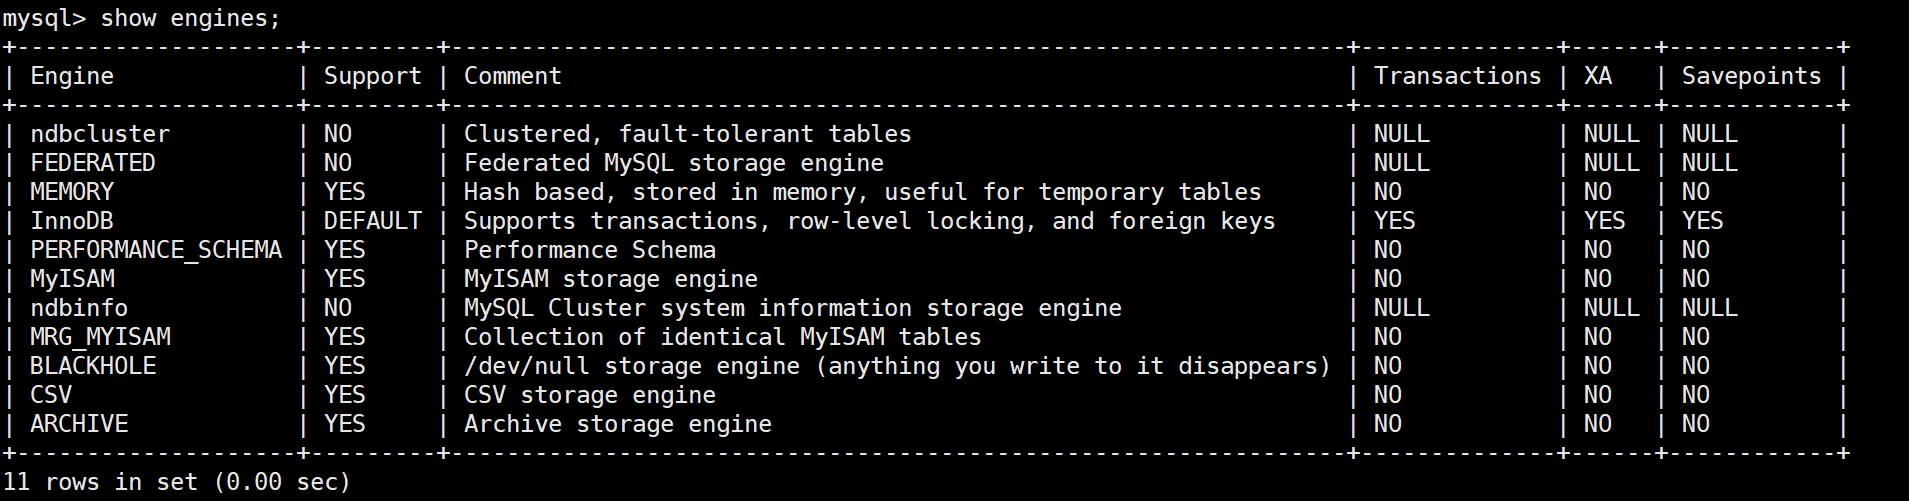 mysql> show engines;
+--------------------+---------+----------------------------------------------------------------+--------------+------+------------+
| Engine             | Support | Comment                                                        | Transactions | XA   | Savepoints |
+--------------------+---------+----------------------------------------------------------------+--------------+------+------------+
| ndbcluster         | NO      | Clustered, fault-tolerant tables                               | NULL         | NULL | NULL       |
| FEDERATED          | NO      | Federated MySQL storage engine                                 | NULL         | NULL | NULL       |
| MEMORY             | YES     | Hash based, stored in memory, useful for temporary tables      | NO           | NO   | NO         |
| InnoDB             | DEFAULT | Supports transactions, row-level locking, and foreign keys     | YES          | YES  | YES        |
| PERFORMANCE_SCHEMA | YES     | Performance Schema                                             | NO           | NO   | NO         |
| MyISAM             | YES     | MyISAM storage engine                                          | NO           | NO   | NO         |
| ndbinfo            | NO      | MySQL Cluster system information storage engine                | NULL         | NULL | NULL       |
| MRG_MYISAM         | YES     | Collection of identical MyISAM tables                          | NO           | NO   | NO         |
| BLACKHOLE          | YES     | /dev/null storage engine (anything you write to it disappears) | NO           | NO   | NO         |
| CSV                | YES     | CSV storage engine                                             | NO           | NO   | NO         |
| ARCHIVE            | YES     | Archive storage engine                                         | NO           | NO   | NO         |
+--------------------+---------+----------------------------------------------------------------+--------------+------+------------+
11 rows in set (0.00 sec)